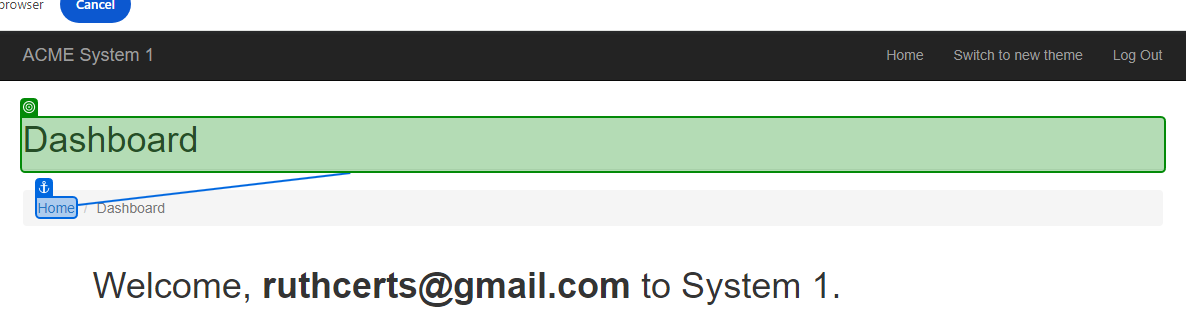 browser
Cancel
ACME System 1 Home Switch to new theme Log Out
Dashboard
Home / Dashboard
Welcome, ruthcerts@gmail.com to System 1.